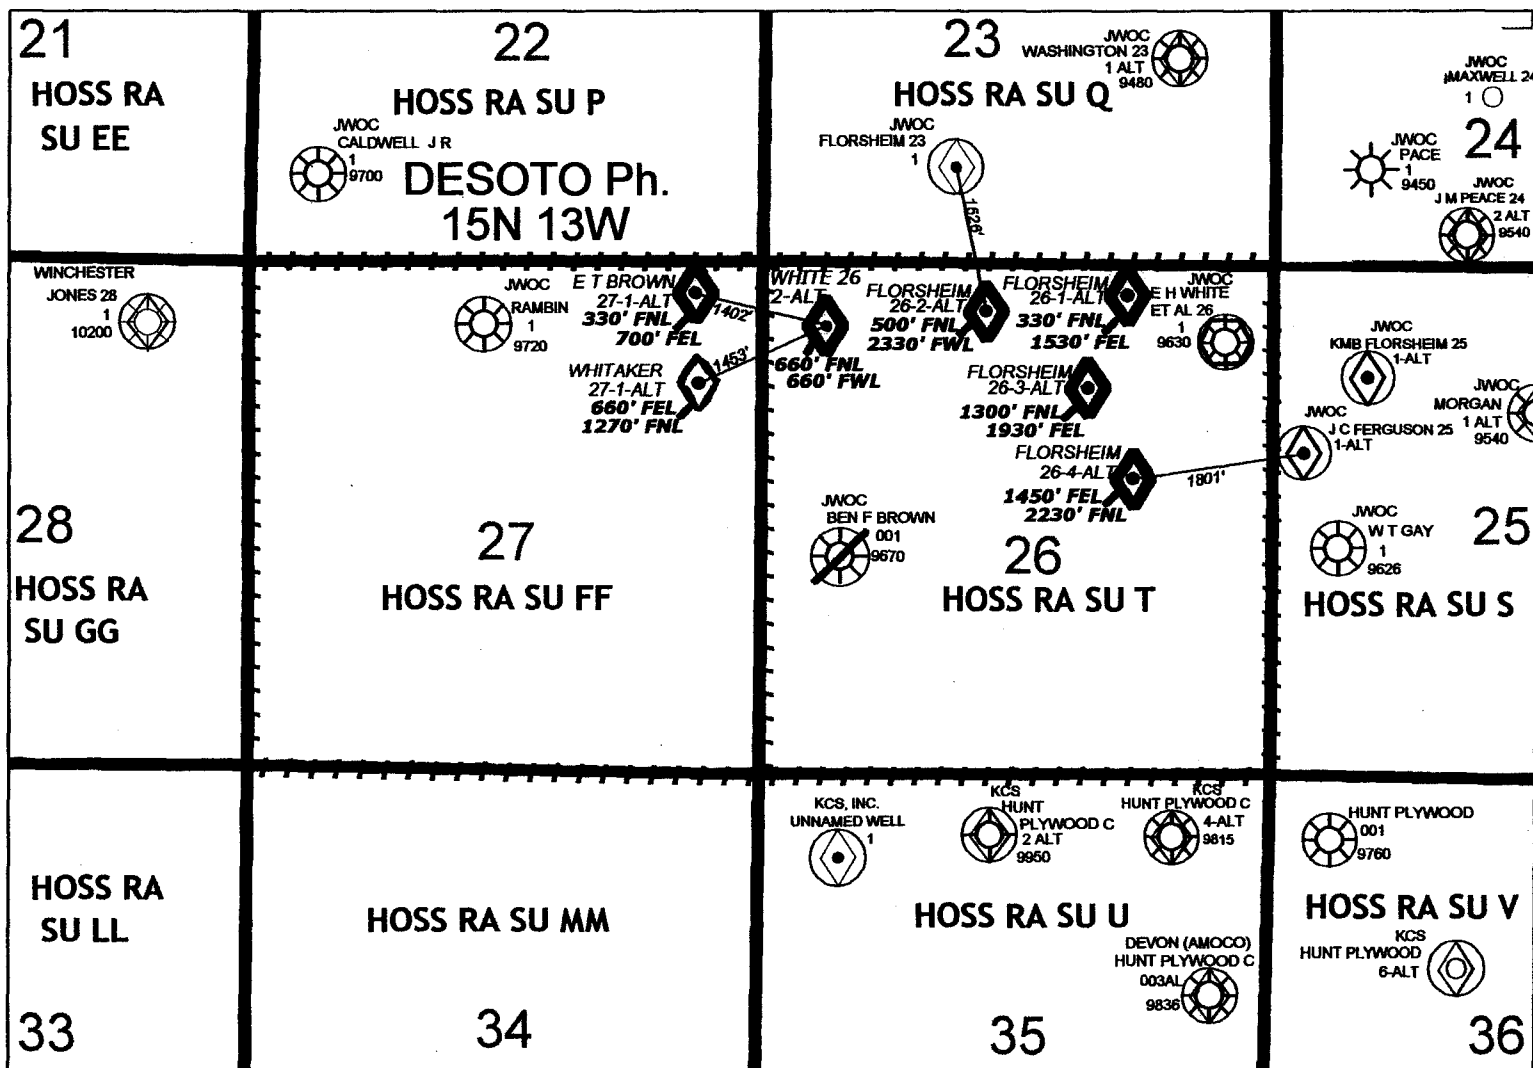 21
HOSS RA
SU EE
22
HOSS RA SU P
JWOC
CALDWELL J R
1
9700
DESOTO Ph.
15N 13W
23
HOSS RA SU Q
JWOC
WASHINGTON 23
1 ALT
9480
JWOC
FLORSHEIM 23
1
1526'
JWOC
MAXWELL 24
1
24
JWOC
PACE
1
9450
JWOC
J M PEACE 24
2 ALT
9540
WINCHESTER
JONES 28
1
10200
28
HOSS RA
SU GG
JWOC
RAMBIN
1
9720
E T BROWN
27-1-ALT
330' FNL
700' FEL
1402'
WHITAKER
27-1-ALT
660' FEL
1270' FNL
1453'
27
HOSS RA SU FF
WHITE 26
2-ALT
660' FNL
660' FWL
FLORSHEIM
26-2-ALT
500' FNL
2330' FWL
FLORSHEIM
26-1-ALT
330' FNL
1530' FEL
JWOC
E H WHITE
ET AL 26
1
9630
FLORSHEIM
26-3-ALT
1300' FNL
1930' FEL
FLORSHEIM
26-4-ALT
1450' FEL
2230' FNL
1801'
JWOC
BEN F BROWN
001
9670
26
HOSS RA SU T
JWOC
KMB FLORSHEIM 25
1-ALT
JWOC
MORGAN
1 ALT
9540
JWOC
J C FERGUSON 25
1-ALT
JWOC
W T GAY
1
9626
25
HOSS RA SU S
HOSS RA
SU LL
33
HOSS RA SU MM
34
KCS, INC.
UNNAMED WELL
1
KCS
HUNT
PLYWOOD C
2 ALT
9950
KCS
HUNT PLYWOOD C
4-ALT
9815
HOSS RA SU U
DEVON (AMOCO)
HUNT PLYWOOD C
003AL
9836
35
HUNT PLYWOOD
001
9760
HOSS RA SU V
KCS
HUNT PLYWOOD
6-ALT
36